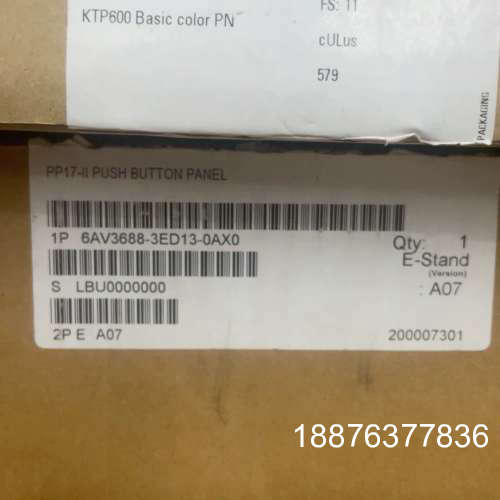 FS: 11
KTP600 Basic color PN
cULus
579
PACKAGING
PP17-II PUSH BUTTON PANEL
1P 6AV3688-3ED13-0AX0
Qty: 1
E-Stand
(Version)
S LBU0000000
: A07
2P E A07
200007301
18876377836